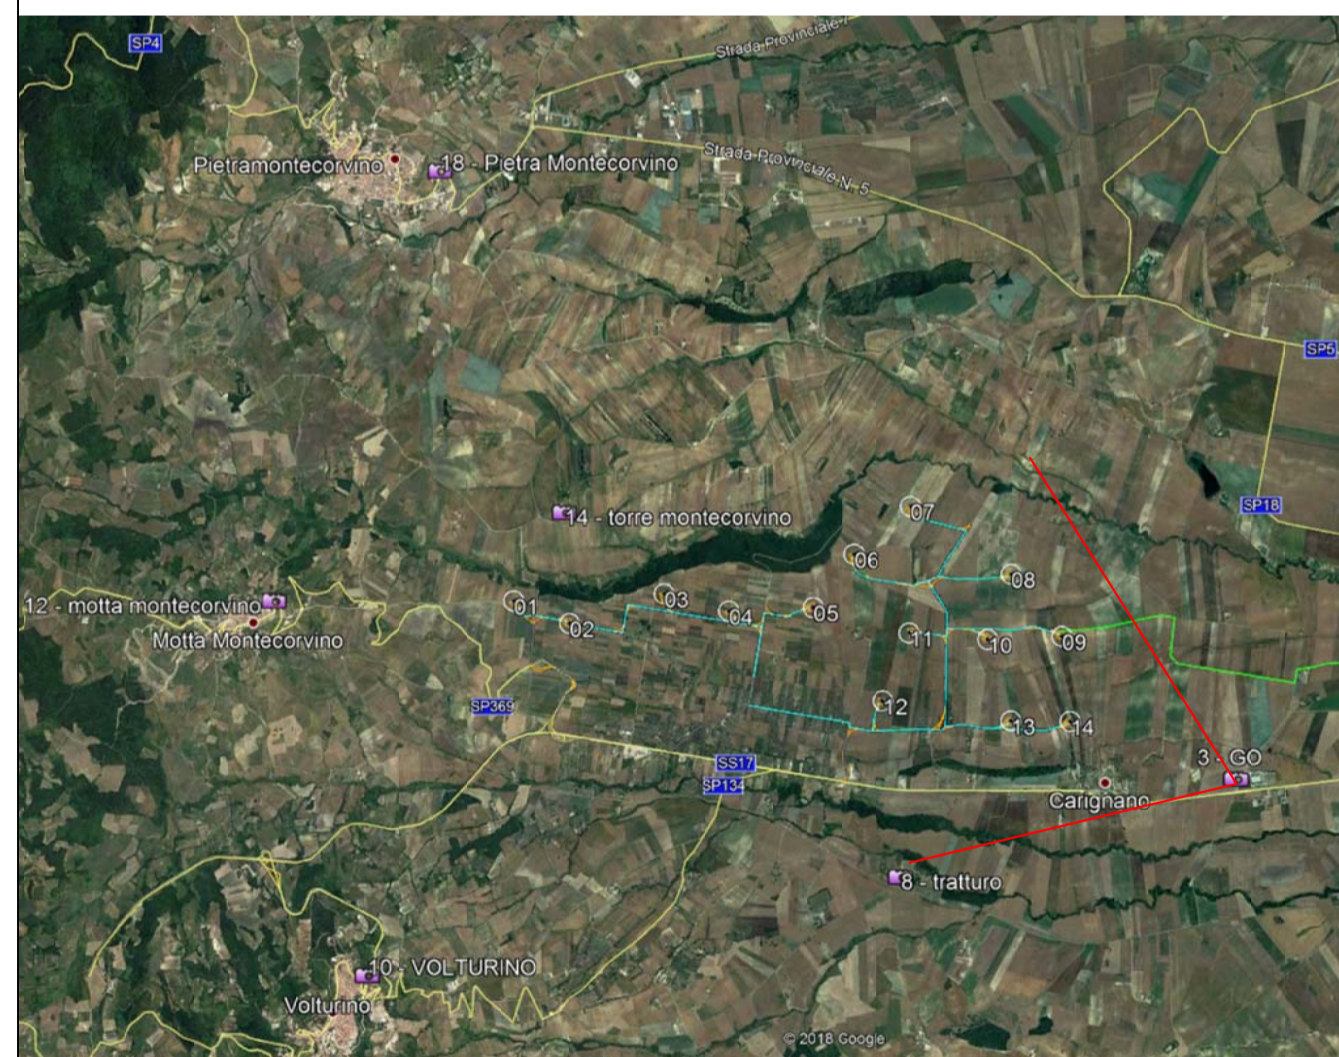 SP4
Strada Provinciale 7
Pietramontecorvino
18 - Pietra Montecorvino
Strada Provinciale N. 5
SP5
SP18
14 - torre montecorvino
07
06
08
12 - motta montecorvino
Motta Montecorvino
01
02
03
04
05
11
10
09
12
13
14
SP369
SS17
SP134
3 - GO
Carignano
8 - tratturo
10 - VOLTURINO
Volturino
© 2018 Google